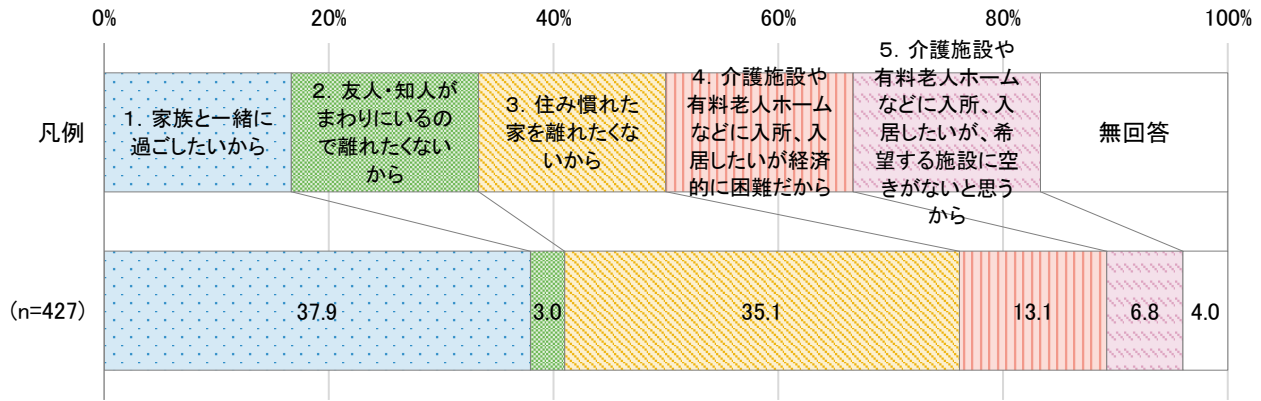 0%
20%
40%
60%
80%
100%
凡例
1. 家族と一緒に
過ごしたいから
2. 友人・知人が
まわりにいるの
で離れたくない
から
3. 住み慣れた
家を離れたくな
いから
4. 介護施設や
有料老人ホーム
などに入所、入
居したいが経済
的に困難だから
5. 介護施設や
有料老人ホーム
などに入所、入
居したいが、希
望する施設に空
きがないと思う
から
無回答
(n=427)
37.9
3.0
35.1
13.1
6.8
4.0